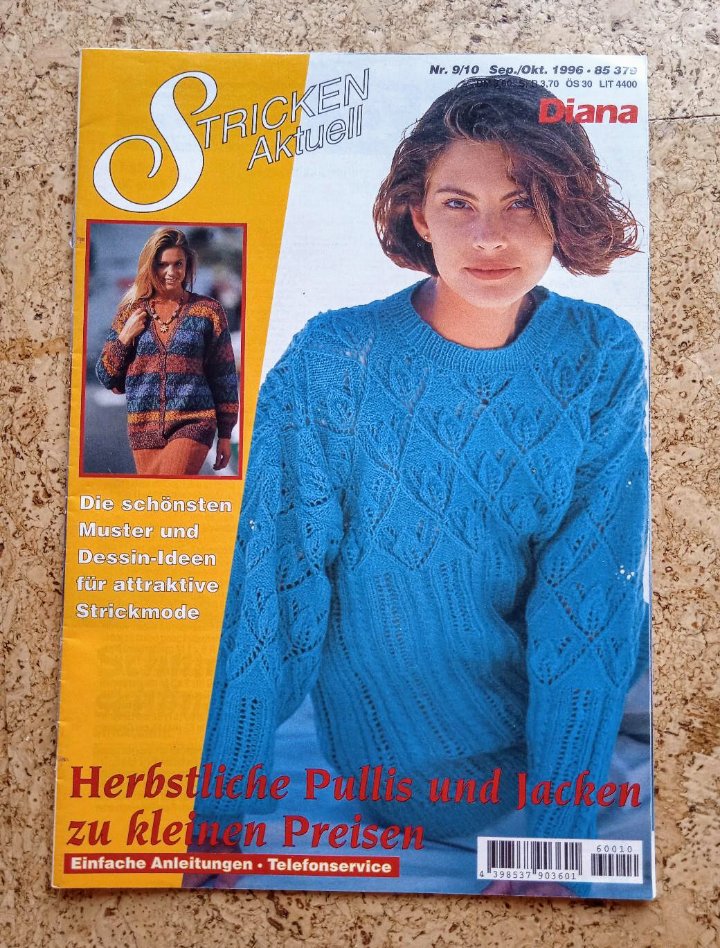 Nr. 9/10 Sep./Okt. 1996 · 85 379
3,70 ÖS 30 LIT 4400
Diana
STRICKEN
Aktuell
Die schönsten
Muster und
Dessin-Ideen
für attraktive
Strickmode
Herbstliche Pullis und Jacken
zu kleinen Preisen
Einfache Anleitungen · Telefonservice
60010
4 398537 903601